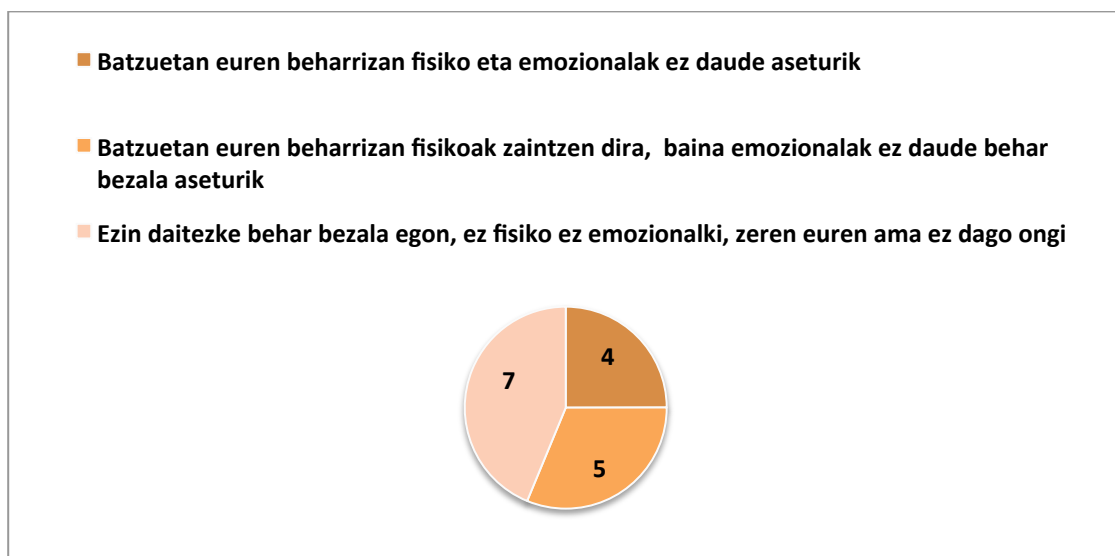 Batzuetan euren beharrizan fisiko eta emozionalak ez daude aseturik
Batzuetan euren beharrizan fisikoak zaintzen dira, baina emozionalak ez daude behar
bezala aseturik
Ezin daitezke behar bezala egon, ez fisiko ez emozionalki, zeren euren ama ez dago ongi
4
7
5